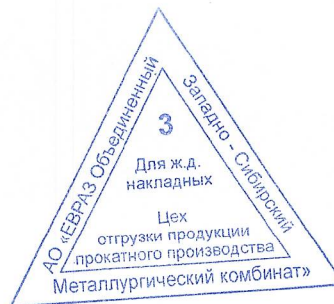 АО «ЕВРАЗ Объединенный
Западно - Сибирский
Металлургический комбинат»
3
Для ж.д.
накладных
Цех
отгрузки продукции
прокатного производства